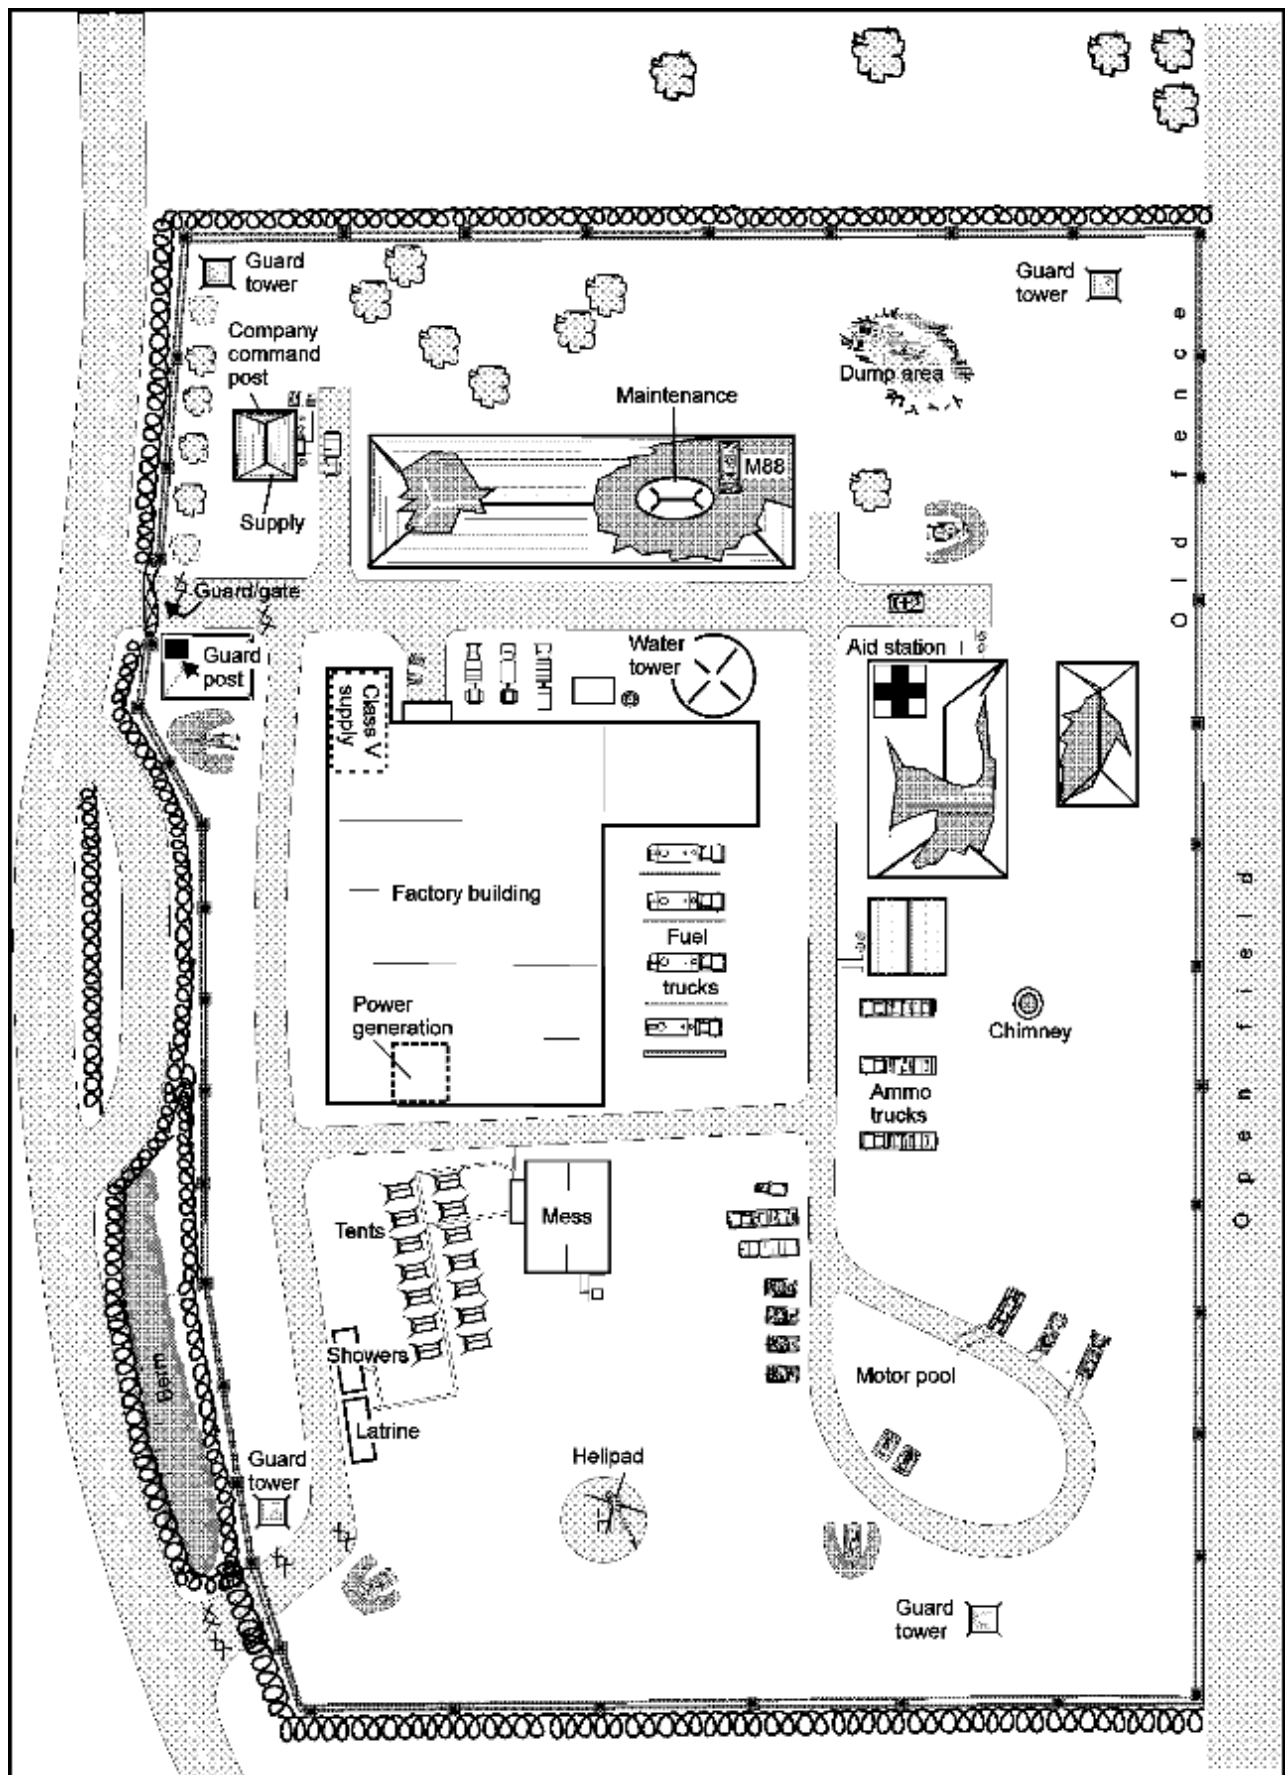 Guard
tower
Guard
tower
Company
command
post
Dump area
Maintenance
M88
Supply
Old fence
Guard/gate
Guard
post
Class V
supply
Water
tower
Aid station
Factory building
Fuel
trucks
Open field
Power
generation
Chimney
Ammo
trucks
Tents
Mess
Showers
Berm
Motor pool
Latrine
Guard
tower
Helipad
Guard
tower